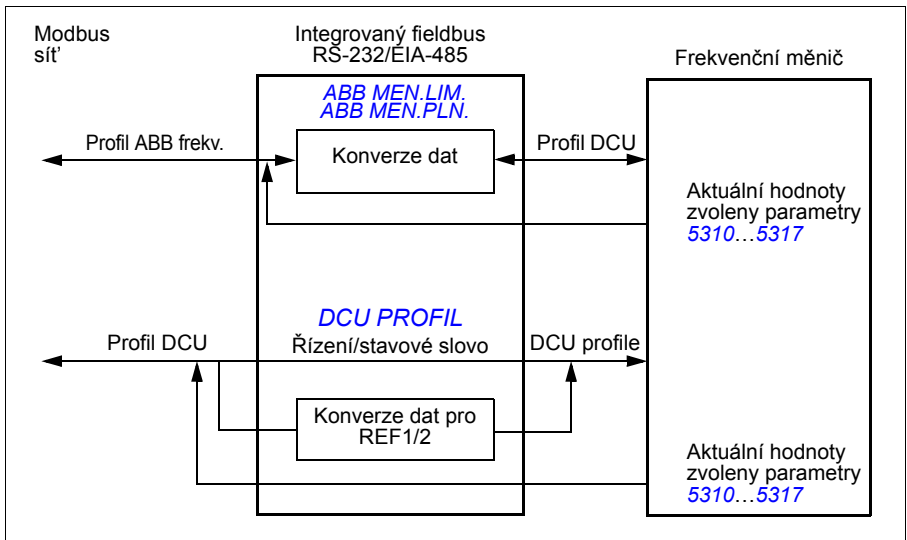 Modbus
síť
Integrovaný fieldbus
RS-232/EIA-485
Frekvenční měnič
ABB MEN.LIM.
ABB MEN.PLN.
Profil ABB frekv.
Konverze dat
Profil DCU
Aktuální hodnoty
zvoleny parametry
5310…5317
DCU PROFIL
Profil DCU
Řízení/stavové slovo
DCU profile
Konverze dat pro
REF1/2
Aktuální hodnoty
zvoleny parametry
5310…5317